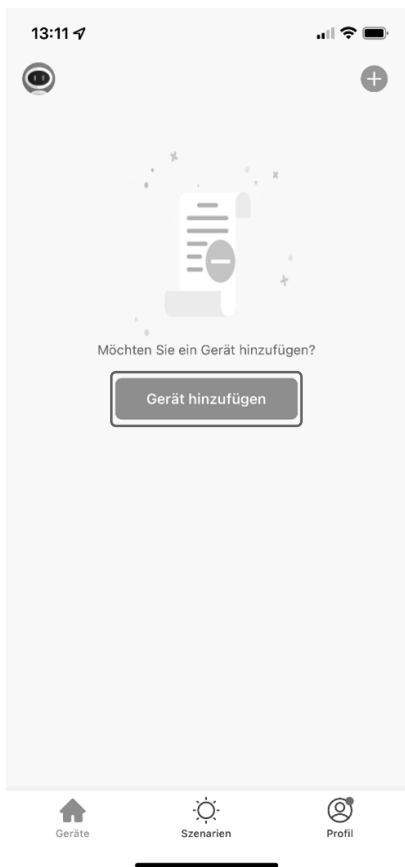 13:11
Möchten Sie ein Gerät hinzufügen?
Gerät hinzufügen
Geräte
Szenarien
Profil